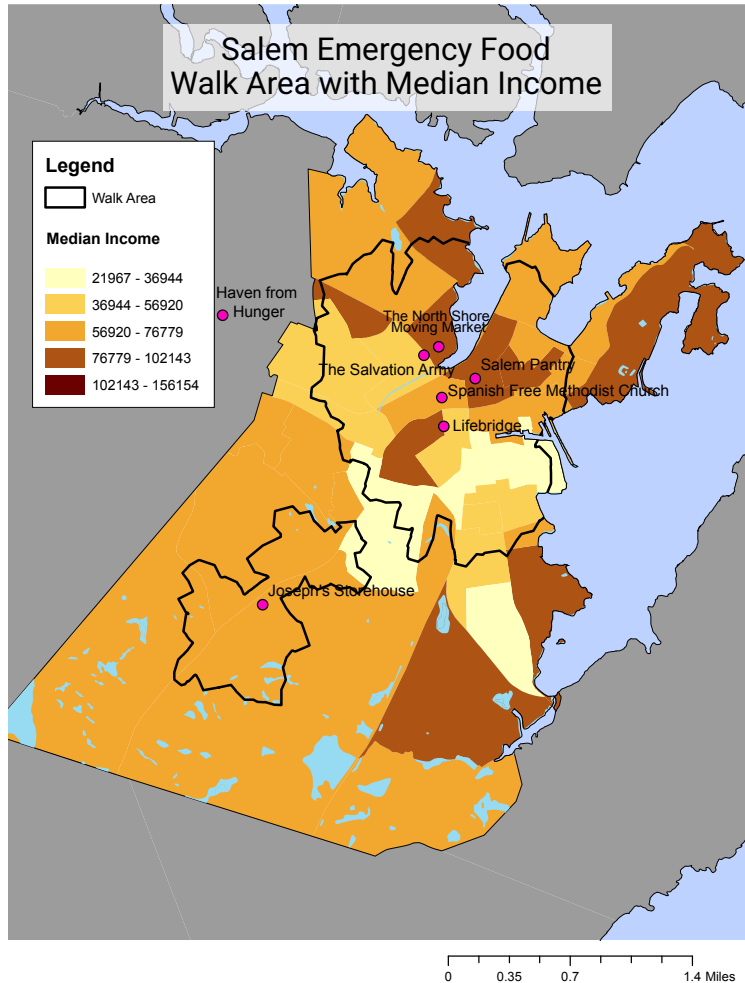 Salem Emergency Food
Walk Area with Median Income
Legend
Walk Area
Median Income
21967 - 36944
36944 - 56920
56920 - 76779
76779 - 102143
102143 - 156154
Haven from
Hunger
The North Shore
Moving Market
The Salvation Army
Salem Pantry
Spanish Free Methodist Church
Lifebridge
Joseph's Storehouse
0 0.35 0.7 1.4 Miles